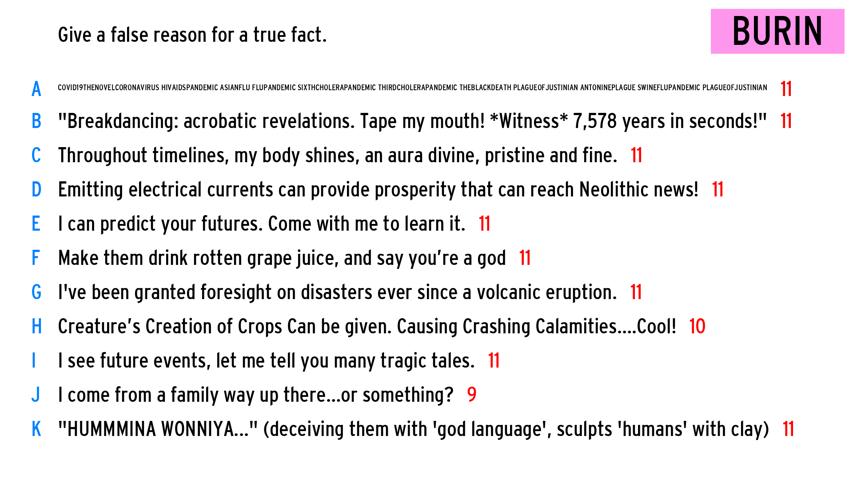 Give a false reason for a true fact.
BURIN
A COVID19THENOVELCORONAVIRUS HIVAIDSPANDEMIC ASIANFLU FLUPANDEMIC SIXTHCHOLERAPANDEMIC THIRDCHOLERAPANDEMIC THEBLACKDEATH PLAGUEOFJUSTINIAN ANTONINEPLAGUE SWINEFLUPANDEMIC PLAGUEOFJUSTINIAN 11
B "Breakdancing: acrobatic revelations. Tape my mouth! *Witness* 7,578 years in seconds!" 11
C Throughout timelines, my body shines, an aura divine, pristine and fine. 11
D Emitting electrical currents can provide prosperity that can reach Neolithic news! 11
E I can predict your futures. Come with me to learn it. 11
F Make them drink rotten grape juice, and say you're a god 11
G I've been granted foresight on disasters ever since a volcanic eruption. 11
H Creature's Creation of Crops Can be given. Causing Crashing Calamities....Cool! 10
I I see future events, let me tell you many tragic tales. 11
J I come from a family way up there...or something? 9
K "HUMMMINA WONNIYA..." (deceiving them with 'god language', sculpts 'humans' with clay) 11